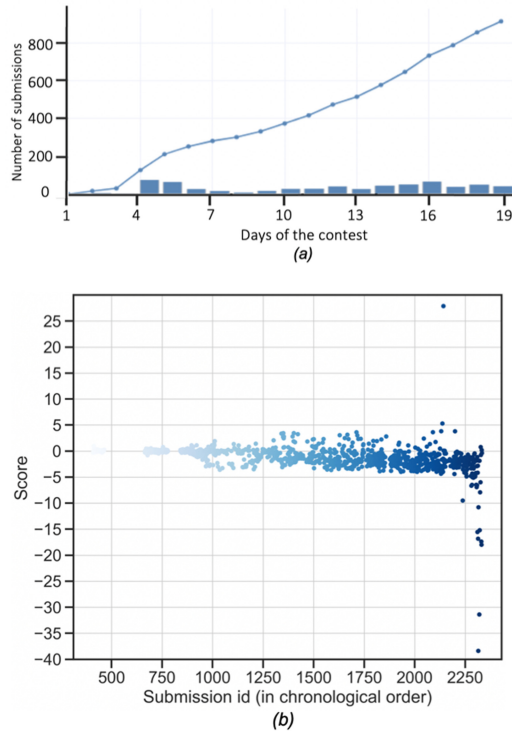 Number of submissions
800
600
400
200
0
1 4 7 10 13 16 19
Days of the contest
(a)
Score
25
20
15
10
5
0
−5
−10
−15
−20
−25
−30
−35
−40
500 750 1000 1250 1500 1750 2000 2250
Submission id (in chronological order)
(b)